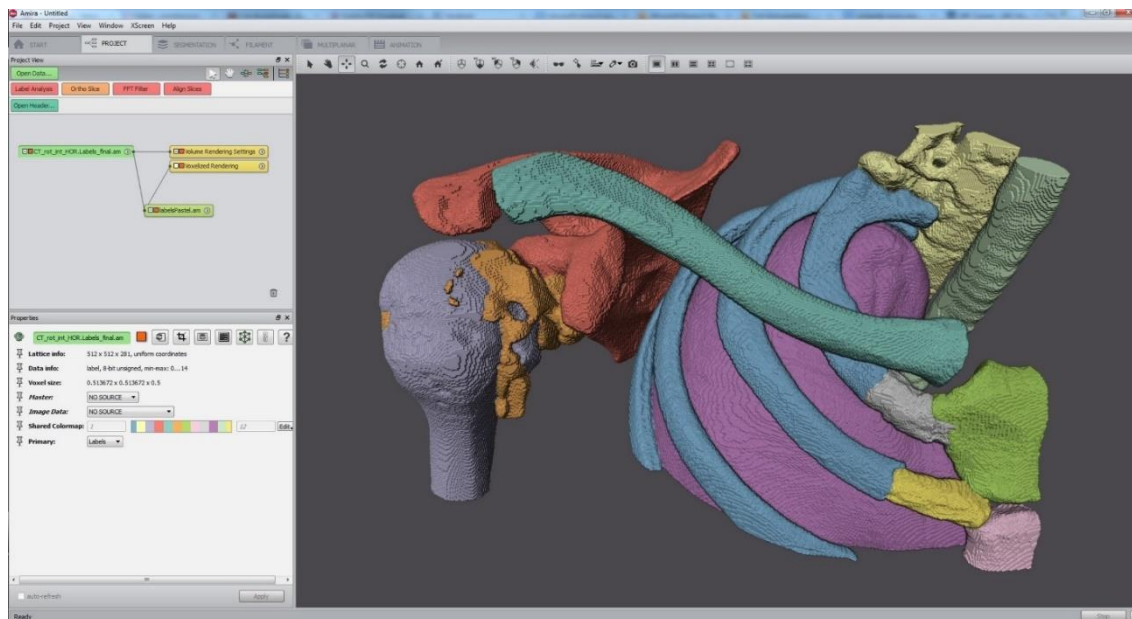 Amira - Untitled
File Edit Project View Window XScreen Help
START PROJECT SEGMENTATION FILAMENT MULTIPLANAR ANIMATION
Project View
Open Data...
Label Analysis Ortho Slice FFT Filter Align Slices
Open Header...
CT_rot_int_HOR.Labels_final.am
Volume Rendering Settings
Voxelized Rendering
labelsPastel.am
Properties
CT_rot_int_HOR.Labels_final.am ?
Lattice info: 512 x 512 x 281, uniform coordinates
Data info: label, 8-bit unsigned, min-max: 0...14
Voxel size: 0.513672 x 0.513672 x 0.5
Master: NO SOURCE
Image Data: NO SOURCE
Shared Colormap: 1 12 Edit
Primary: Labels
auto-refresh Apply
Ready Stop